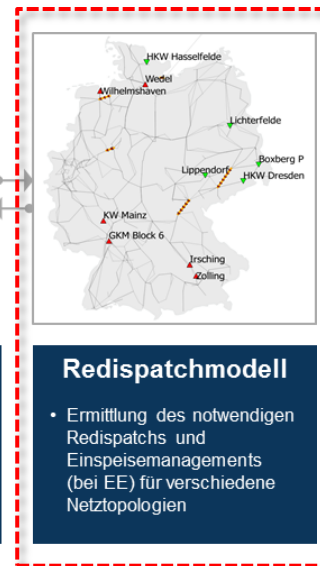 HKW Hasselfelde
Wedel
Wilhelmshaven
Lichterfelde
Boxberg P
Lippendorf
HKW Dresden
KW Mainz
GKM Block 6
Irsching
Zolling
Redispatchmodell
• Ermittlung des notwendigen
Redispatchs und
Einspeisemanagements
(bei EE) für verschiedene
Netztopologien